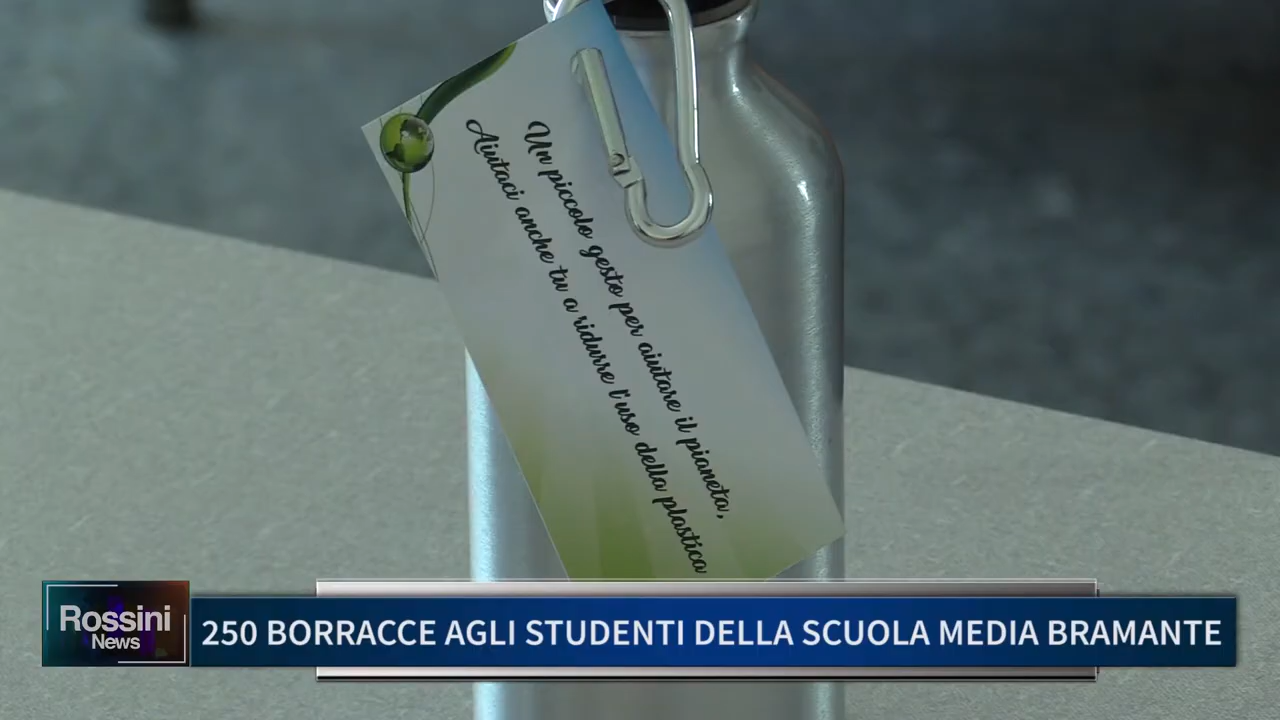 Un piccolo gesto per aiutare il pianeta,
Aiutaci anche tu a ridurre l'uso della plastica
Rossini
News
250 BORRACCE AGLI STUDENTI DELLA SCUOLA MEDIA BRAMANTE